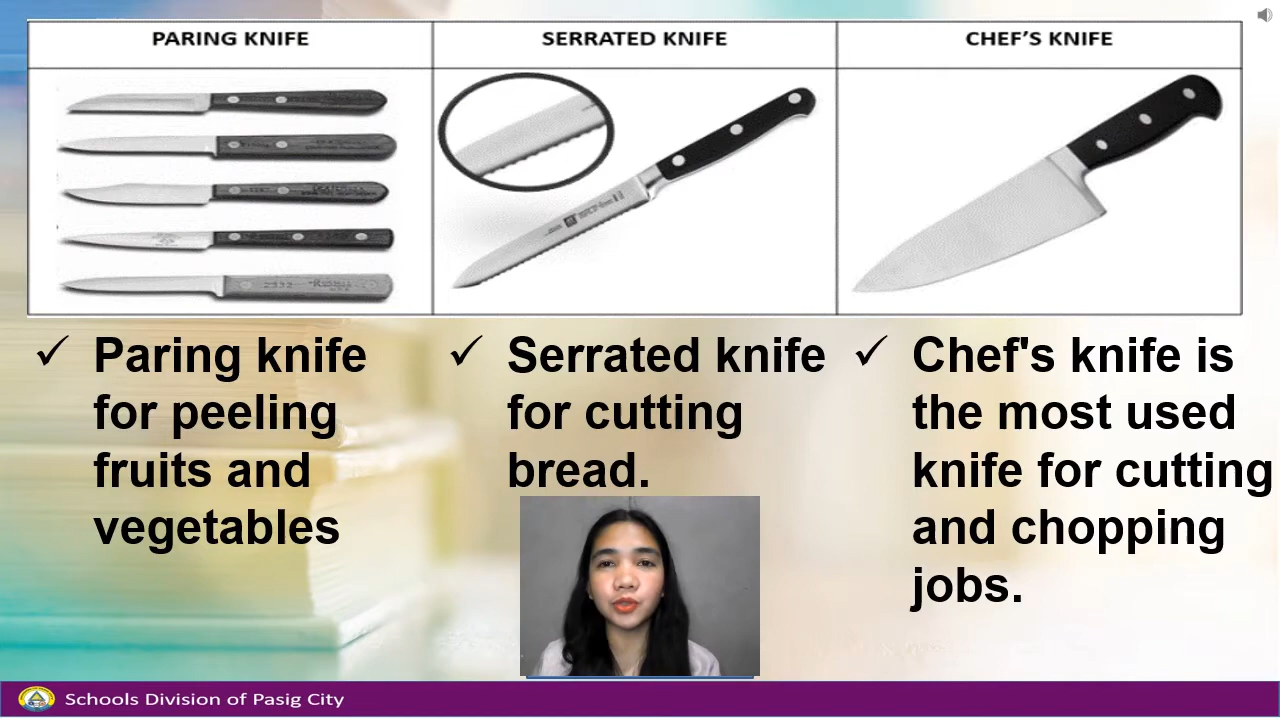 PARING KNIFE
SERRATED KNIFE
CHEF'S KNIFE
2332
✓ Paring knife
for peeling
fruits and
vegetables
✓ Serrated knife
for cutting
bread.
✓ Chef's knife is
the most used
knife for cutting
and chopping
jobs.
Schools Division of Pasig City